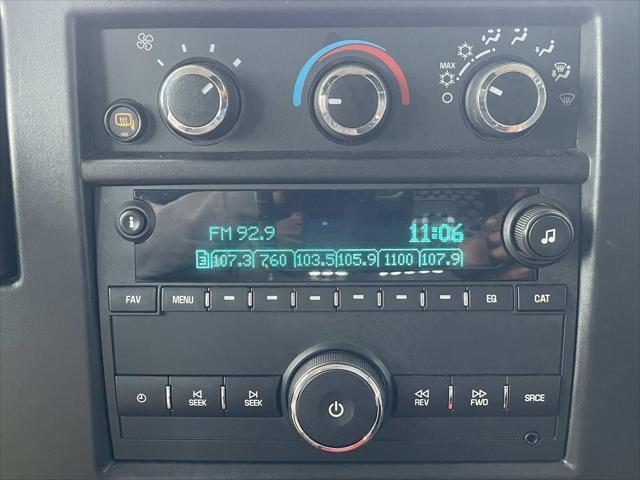 MAX
i
FM 92.9 11:06
3 107.3 760 103.5 105.9 1100 107.9
FAV MENU EQ CAT
SEEK SEEK REV FWD SRCE